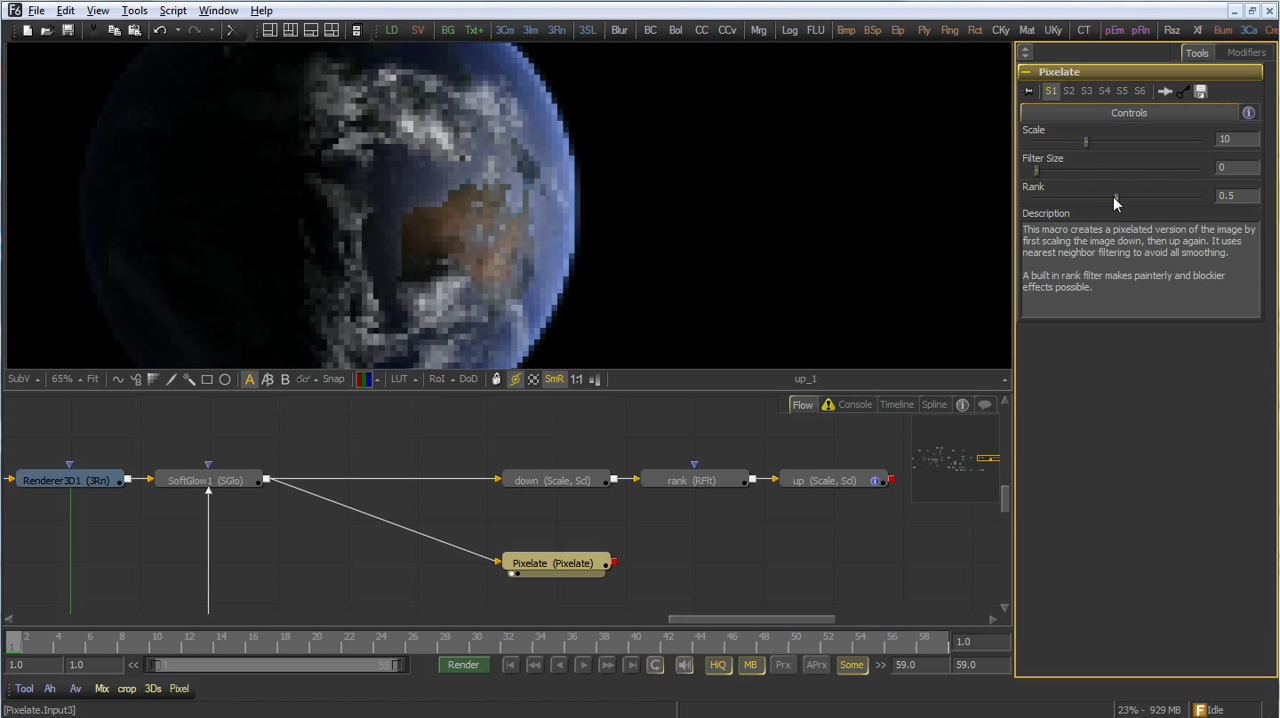 F6 File Edit View Tools Script Window Help
LD SV BG Txt+ 3Cm 3Im 3Rn 3SL Blur BC Bol CC CCv Mrg Log FLU Bmp BSp Elp Ply Rng Rct CKy Mat UKy CT pEm pRn Rsz Xf Bum 3Ca
Tools Modifiers
Pixelate
S1 S2 S3 S4 S5 S6
Controls
Scale 10
Filter Size 0
Rank 0.5
Description
This macro creates a pixelated version of the image by
first scaling the image down, then up again. It uses
nearest neighbor filtering to avoid all smoothing.
A built in rank filter makes painterly and blockier
effects possible.
SubV 65% Fit A B Snap LUT RoI DoD SmR 1:1 up_1
Flow Console Timeline Spline
Renderer3D1 (3Rn) SoftGlow1 (SGlo) down (Scale, Scl) rank (RFlt) up (Scale, Scl)
Pixelate (Pixelate)
2 4 6 8 10 12 14 16 18 20 22 24 26 28 30 32 34 36 38 40 42 44 46 48 50 52 54 56 58 1.0
1.0 1.0 << 1 59 Render HiQ MB Prx APrx Some >> 59.0 59.0
Tool Ah Av Mix crop 3Ds Pixel
[Pixelate.Input3] 23% - 929 MB Idle